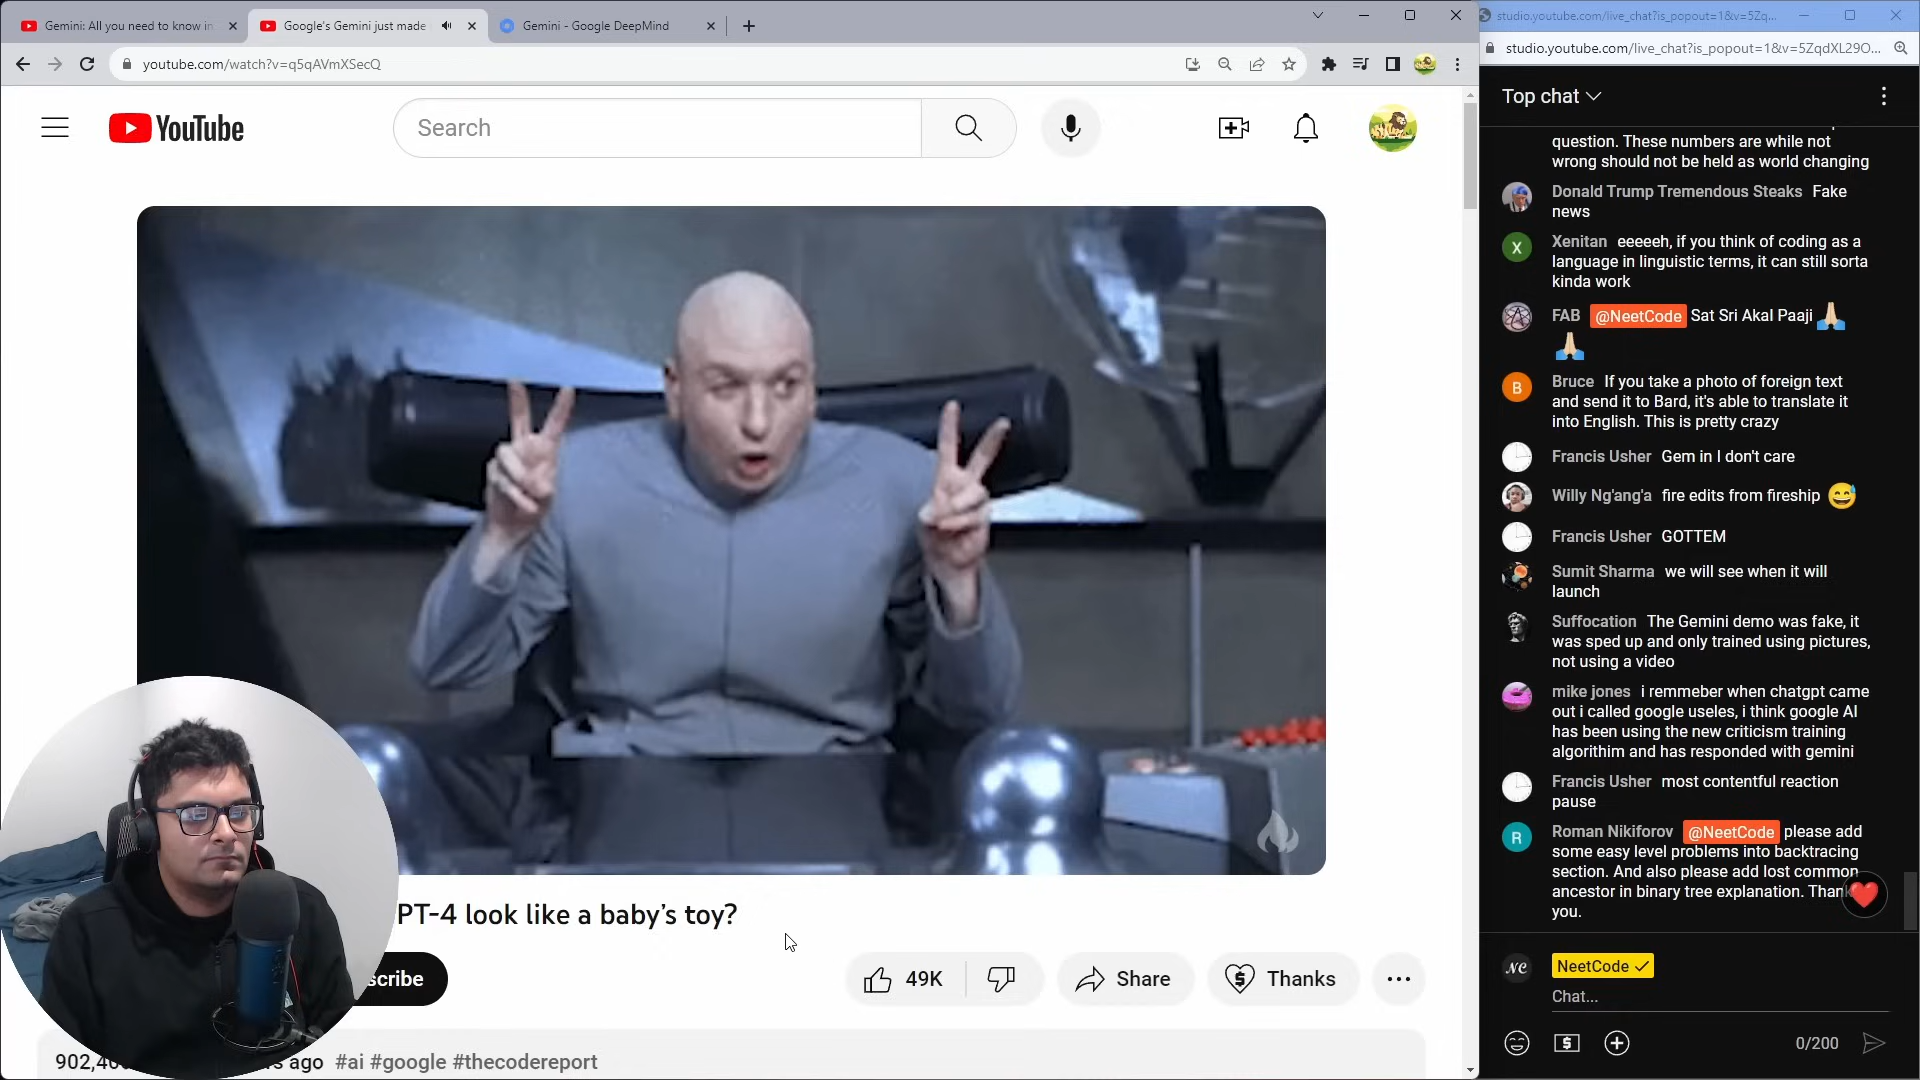 Gemini: All you need to know in
Google's Gemini just made
Gemini - Google DeepMind
studio.youtube.com/live_chat?is_popout=1&v=5Zq...
youtube.com/watch?v=q5qAVmXSecQ
studio.youtube.com/live_chat?is_popout=1&v=5ZqdXL29O...
YouTube
Search
Top chat
question. These numbers are while not
wrong should not be held as world changing
Donald Trump Tremendous Steaks Fake
news
X
Xenitan eeeeeh, if you think of coding as a
language in linguistic terms, it can still sorta
kinda work
FAB @NeetCode Sat Sri Akal Paaji 🙏🏼
🙏🏼
B
Bruce If you take a photo of foreign text
and send it to Bard, it's able to translate it
into English. This is pretty crazy
Francis Usher Gem in I don't care
Willy Ng'ang'a fire edits from fireship 😅
Francis Usher GOTTEM
Sumit Sharma we will see when it will
launch
Suffocation The Gemini demo was fake, it
was sped up and only trained using pictures,
not using a video
mike jones i remmeber when chatgpt came
out i called google useles, i think google AI
has been using the new criticism training
algorithim and has responded with gemini
Francis Usher most contentful reaction
pause
R
Roman Nikiforov @NeetCode please add
some easy level problems into backtracing
section. And also please add lost common
ancestor in binary tree explanation. Thank
you.
PT-4 look like a baby's toy?
scribe
49K
Share
Thanks
NC
NeetCode
Chat...
0/200
ago #ai #google #thecodereport